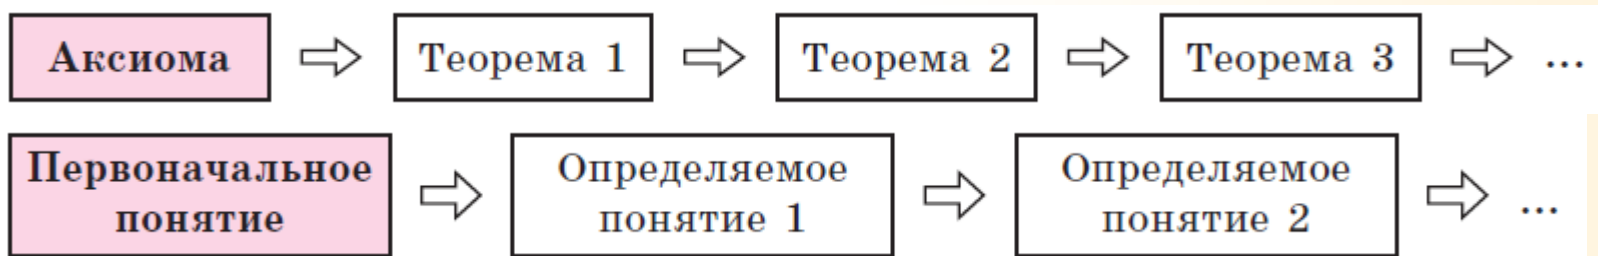 Аксиома Теорема 1 Теорема 2 Теорема 3 ...
Первоначальное понятие Определяемое понятие 1 Определяемое понятие 2 ...